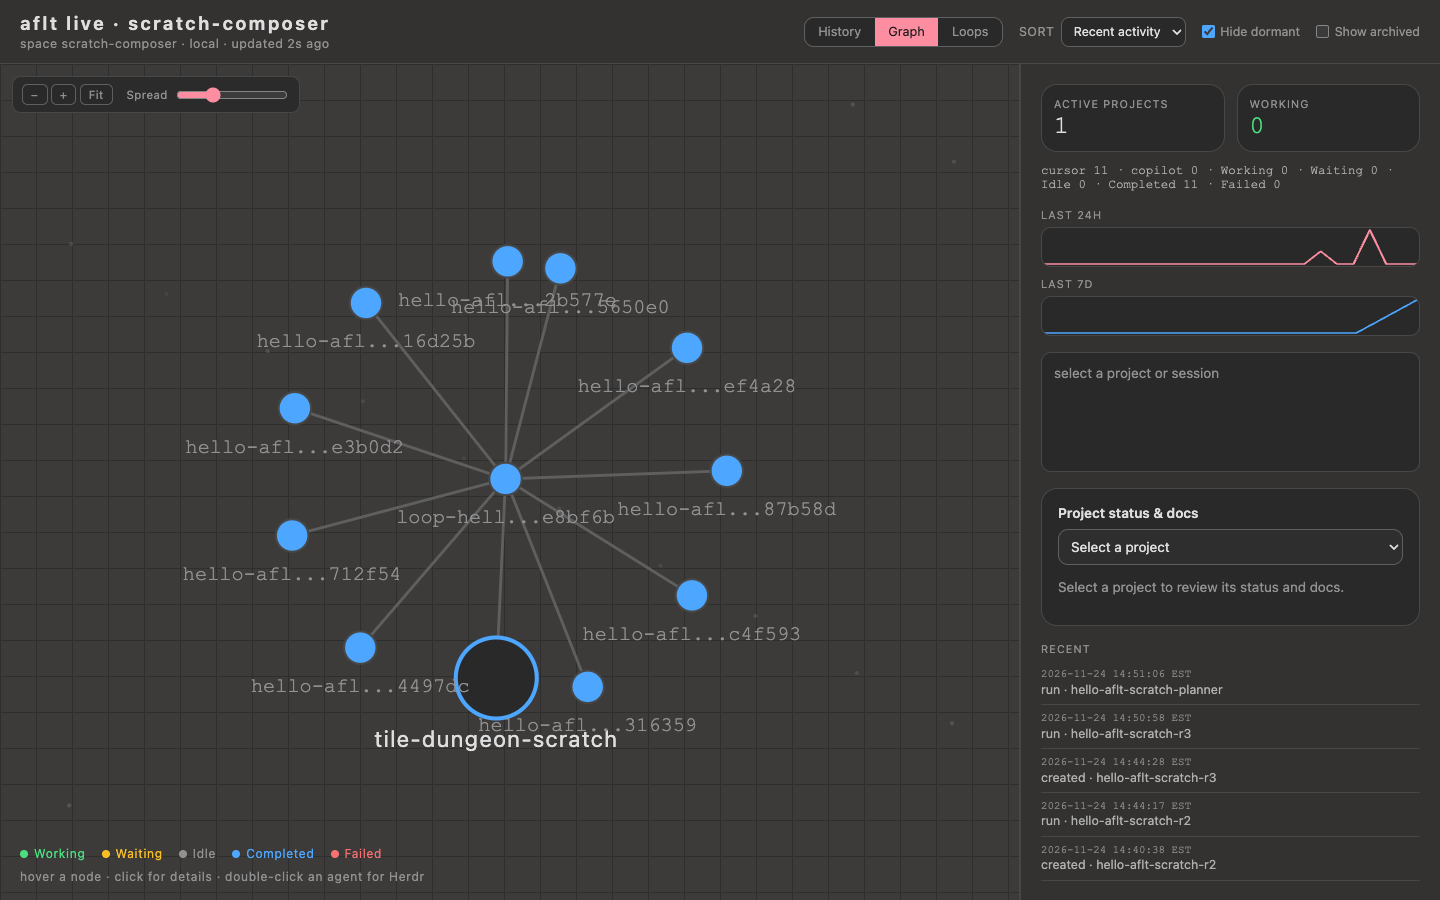 aflt live · scratch-composer
space scratch-composer · local · updated 2s ago
History Graph Loops SORT Recent activity Hide dormant Show archived
− + Fit Spread
hello-afl...2b577e
hello-afl...5650e0
hello-afl...16d25b
hello-afl...ef4a28
hello-afl...e3b0d2
hello-afl...87b58d
loop-hell...e8bf6b
hello-afl...712f54
hello-afl...c4f593
hello-afl...4497dc
hello-afl...316359
tile-dungeon-scratch
Working Waiting Idle Completed Failed
hover a node · click for details · double-click an agent for Herdr
ACTIVE PROJECTS
1
WORKING
0
cursor 11 · copilot 0 · Working 0 · Waiting 0 ·
Idle 0 · Completed 11 · Failed 0
LAST 24H
LAST 7D
select a project or session
Project status & docs
Select a project
Select a project to review its status and docs.
RECENT
2026-11-24 14:51:06 EST
run · hello-aflt-scratch-planner
2026-11-24 14:50:58 EST
run · hello-aflt-scratch-r3
2026-11-24 14:44:28 EST
created · hello-aflt-scratch-r3
2026-11-24 14:44:17 EST
run · hello-aflt-scratch-r2
2026-11-24 14:40:38 EST
created · hello-aflt-scratch-r2